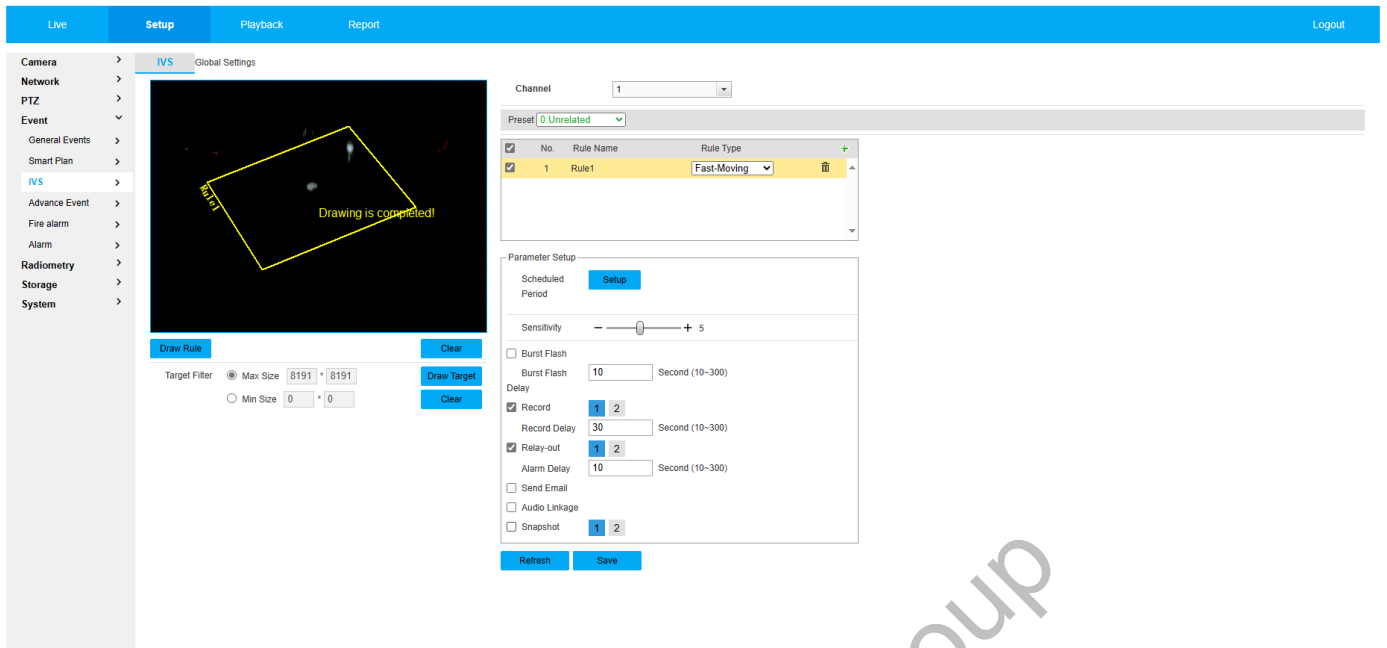 Live Setup Playback Report Logout
Camera
Network
PTZ
Event
General Events
Smart Plan
IVS
Advance Event
Fire alarm
Alarm
Radiometry
Storage
System
IVS Global Settings
Rule1
Drawing is completed!
Draw Rule Clear
Target Filter Max Size 8191 * 8191 Draw Target
Min Size 0 * 0 Clear
Channel 1
Preset 0:Unrelated
No. Rule Name Rule Type +
1 Rule1 Fast-Moving
Parameter Setup
Scheduled Period Setup
Sensitivity − + 5
Burst Flash
Burst Flash Delay 10 Second (10~300)
Record 1 2
Record Delay 30 Second (10~300)
Relay-out 1 2
Alarm Delay 10 Second (10~300)
Send Email
Audio Linkage
Snapshot 1 2
Refresh Save
oup